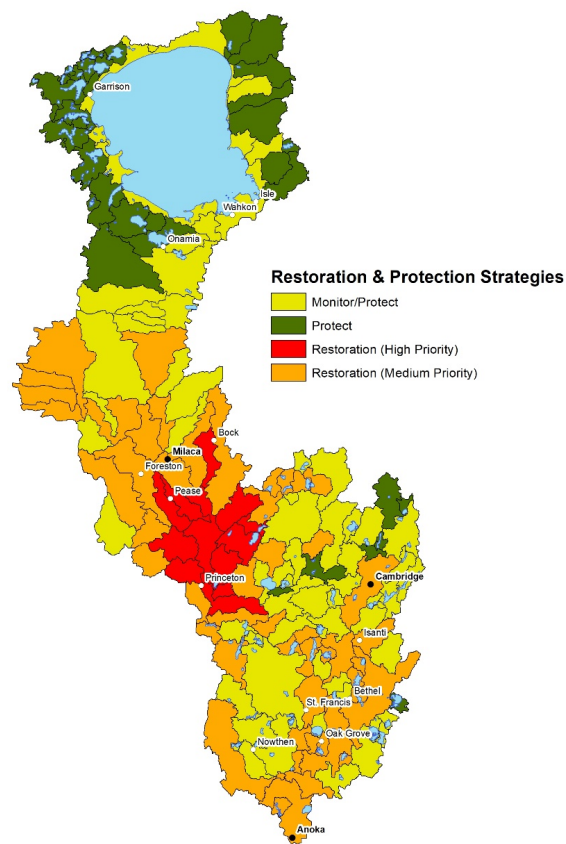 Garrison
Isle
Wahkon
Onamia
Restoration & Protection Strategies
Monitor/Protect
Protect
Restoration (High Priority)
Restoration (Medium Priority)
Bock
Milaca
Foreston
Pease
Princeton
Cambridge
Isanti
Bethel
St. Francis
Oak Grove
Nowthen
Anoka